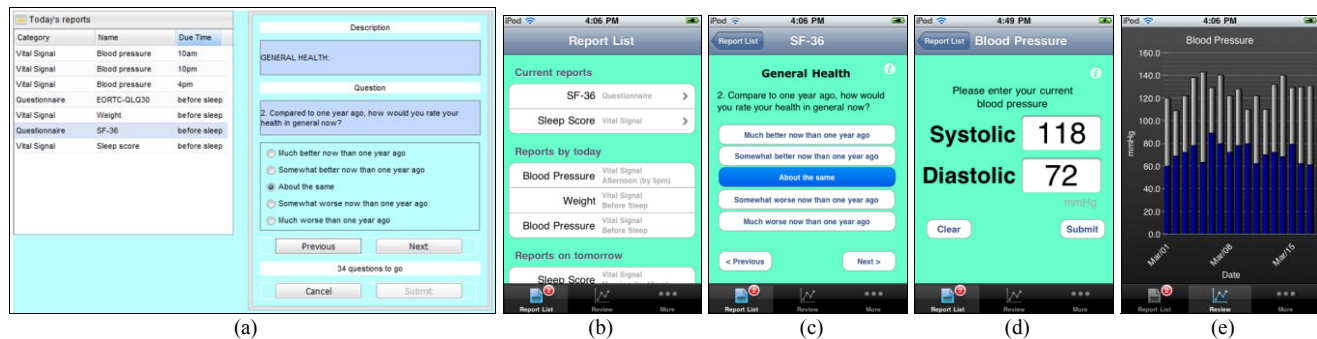 Today's reports
Category Name Due Time
Vital Signal Blood pressure 10am
Vital Signal Blood pressure 10pm
Vital Signal Blood pressure 4pm
Questionnaire EORTC-QLQ30 before sleep
Vital Signal Weight before sleep
Questionnaire SF-36 before sleep
Vital Signal Sleep score before sleep
Description
GENERAL HEALTH:
Question
2. Compared to one year ago, how would you rate your
health in general now?
Much better now than one year ago
Somewhat better now than one year ago
About the same
Somewhat worse now than one year ago
Much worse than one year ago
Previous Next
34 questions to go
Cancel Submit
(a)
iPod 4:06 PM
Report List
Current reports
SF-36 Questionnaire
Sleep Score Vital Signal
Reports by today
Blood Pressure Vital Signal
Afternoon (by 5pm)
Weight Vital Signal
Before Sleep
Blood Pressure Vital Signal
Before Sleep
Reports on tomorrow
Sleep Score Vital Signal
2
Report List Review More
(b)
iPod 4:06 PM
Report List SF-36
General Health
2. Compare to one year ago, how would
you rate your health in general now?
Much better now than one year ago
Somewhat better now than one year ago
About the same
Somewhat worse now than one year ago
Much worse now than one year ago
< Previous Next >
2
Report List Review More
(c)
iPod 4:49 PM
Report List Blood Pressure
Please enter your current
blood pressure
Systolic 118
Diastolic 72
mmHg
Clear Submit
2
Report List Review More
(d)
iPod 4:06 PM
Blood Pressure
160.0
140.0
120.0
100.0
80.0
60.0
40.0
20.0
0.0
mmHg
Mar/01 Mar/08 Mar/15
Date
2
Report List Review More
(e)